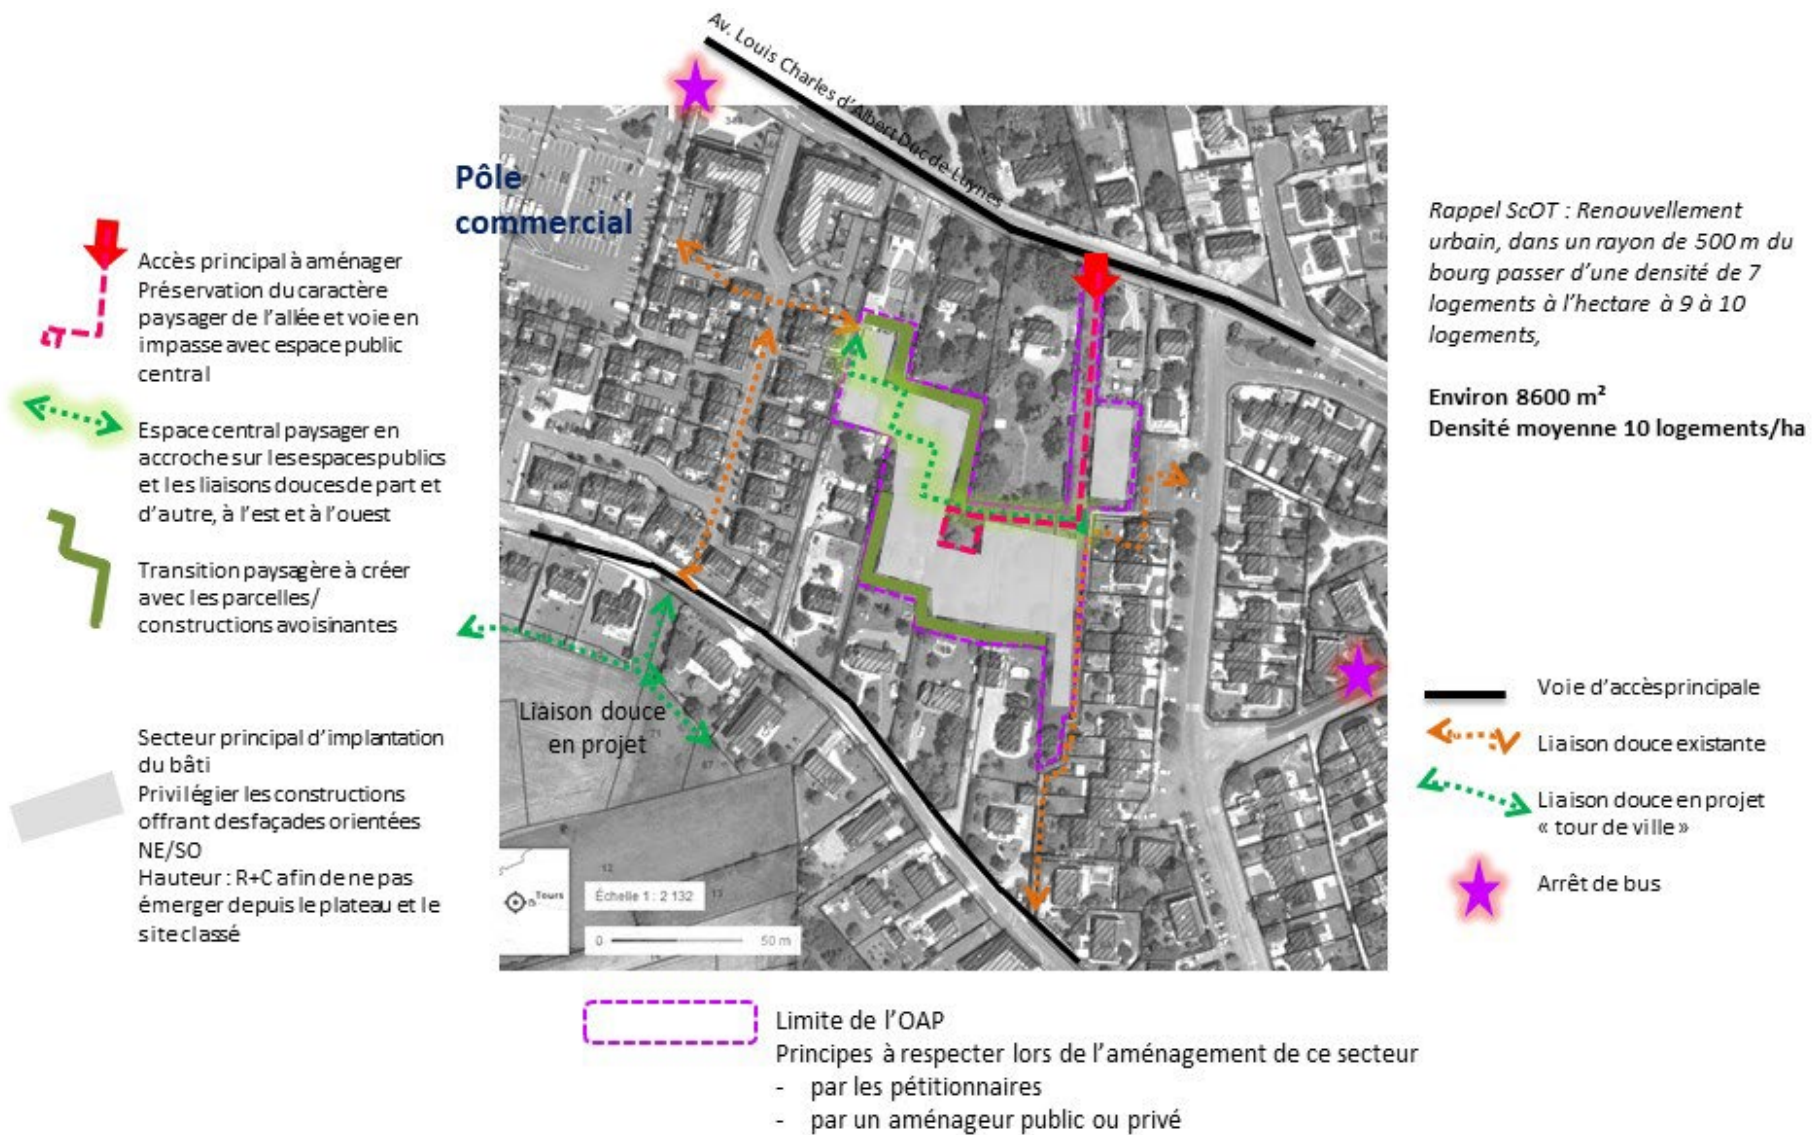 Av. Louis Charles d'Albert Duc de Luynes
Pôle
commercial
Accès principal à aménager
Préservation du caractère
paysager de l'allée et voie en
impasse avec espace public
central
Espace central paysager en
accroche sur les espaces publics
et les liaisons douces de part et
d'autre, à l'est et à l'ouest
Transition paysagère à créer
avec les parcelles/
constructions avoisinantes
Secteur principal d'implantation
du bâti
Privilégier les constructions
offrant des façades orientées
NE/SO
Hauteur : R+C afin de ne pas
émerger depuis le plateau et le
site classé
Liaison douce
en projet
Tours
Échelle 1 : 2 132
0 50 m
12
Rappel ScOT : Renouvellement
urbain, dans un rayon de 500 m du
bourg passer d'une densité de 7
logements à l'hectare à 9 à 10
logements,
Environ 8600 m²
Densité moyenne 10 logements/ha
Voie d'accès principale
Liaison douce existante
Liaison douce en projet
« tour de ville »
Arrêt de bus
Limite de l'OAP
Principes à respecter lors de l'aménagement de ce secteur
- par les pétitionnaires
- par un aménageur public ou privé